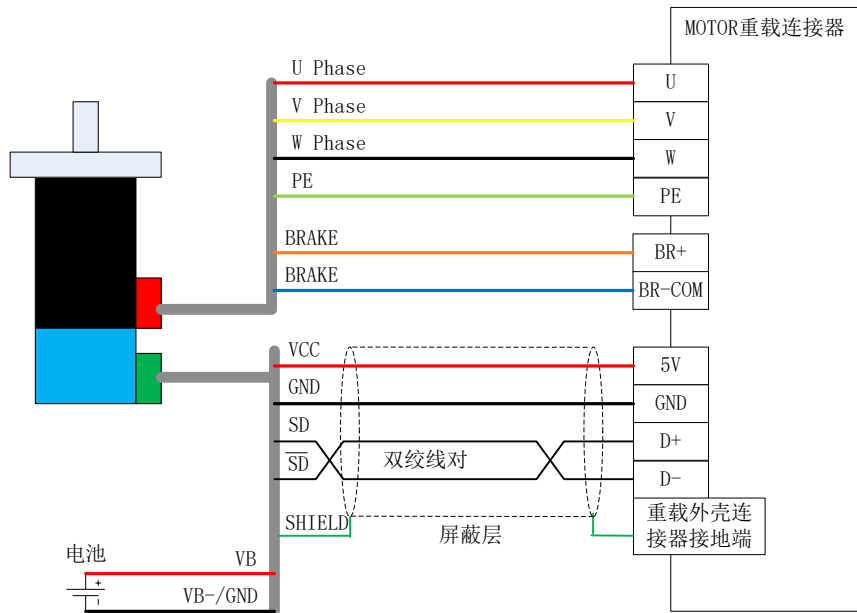 MOTOR重载连接器
U Phase
U
V Phase
V
W Phase
W
PE
PE
BRAKE
BR+
BRAKE
BR-COM
VCC
5V
GND
GND
SD
D+
双绞线对
S̅D̅
D-
SHIELD
屏蔽层
重载外壳连
接器接地端
电池
VB
+
-
VB-/GND